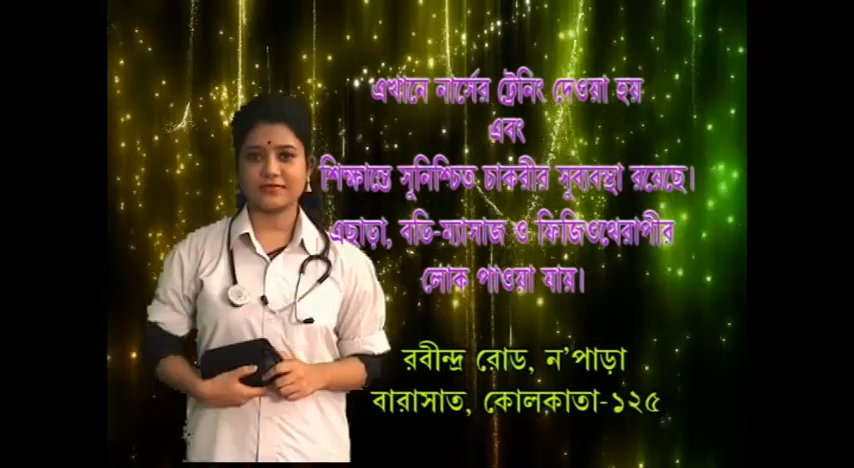 এখানে নার্সের ট্রেনিং দেওয়া হয়
এবং
শিক্ষান্তে সুনিশ্চিত চাকরীর সুব্যবস্থা রয়েছে।
এছাড়া, বডি-ম্যাসাজ ও ফিজিওথেরাপীর
লোক পাওয়া যায়।
রবীন্দ্র রোড, ন'পাড়া
বারাসাত, কোলকাতা-১২৫